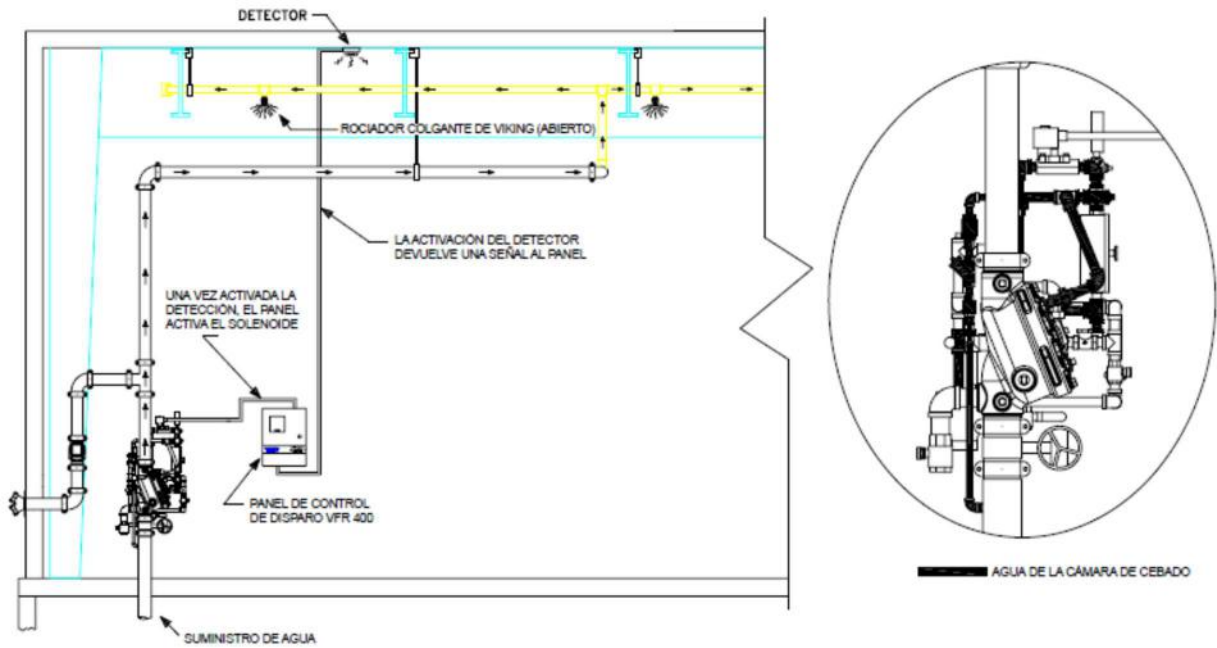 DETECTOR
ROCIADOR COLGANTE DE VIKING (ABIERTO)
LA ACTIVACIÓN DEL DETECTOR
DEVUELVE UNA SEÑAL AL PANEL
UNA VEZ ACTIVADA LA
DETECCIÓN, EL PANEL
ACTIVA EL SOLENOIDE
PANEL DE CONTROL
DE DISPARO VFR 400
SUMINISTRO DE AGUA
AGUA DE LA CÁMARA DE CEBADO